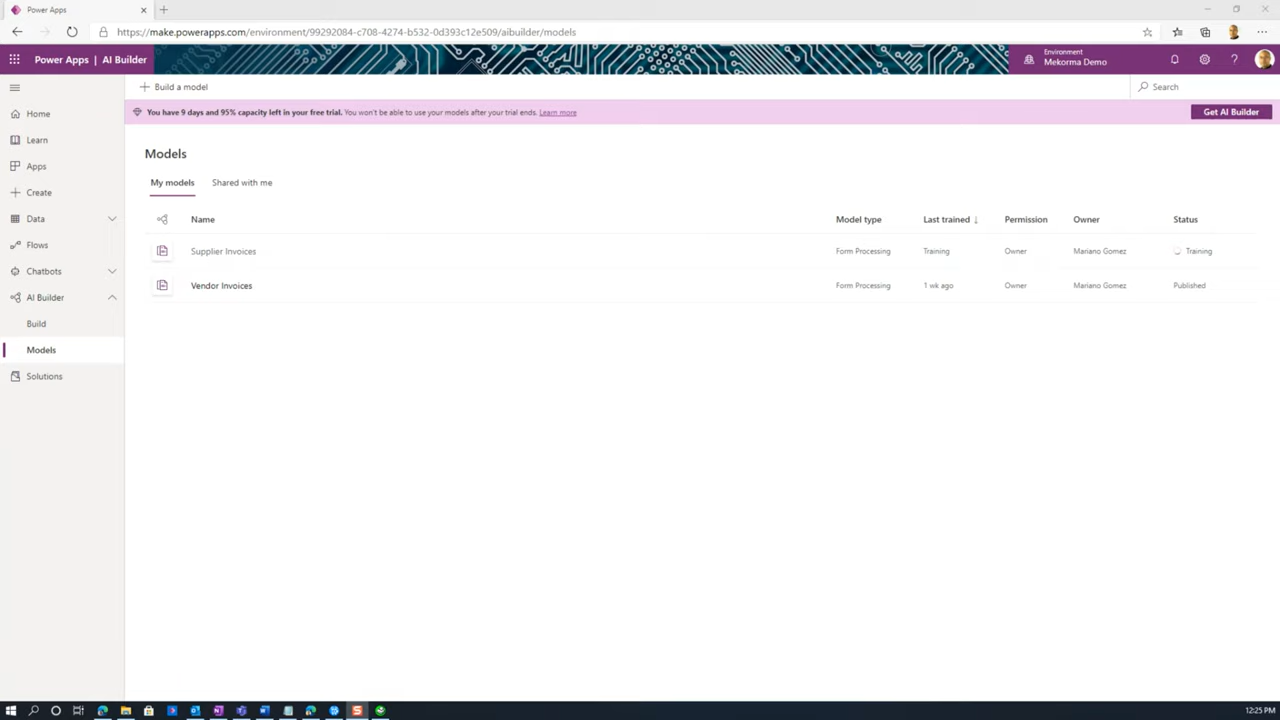 Power Apps
https://make.powerapps.com/environment/99292084-c708-4274-b532-0d393c12e509/aibuilder/models
Power Apps | AI Builder
Environment
Mekorma Demo
Build a model
Search
You have 9 days and 95% capacity left in your free trial. You won't be able to use your models after your trial ends. Learn more
Get AI Builder
Home
Learn
Apps
Create
Data
Flows
Chatbots
AI Builder
Build
Models
Solutions
Models
My models Shared with me
Name Model type Last trained ↓ Permission Owner Status
Supplier Invoices Form Processing Training Owner Mariano Gomez Training
Vendor Invoices Form Processing 1 wk ago Owner Mariano Gomez Published
12:25 PM